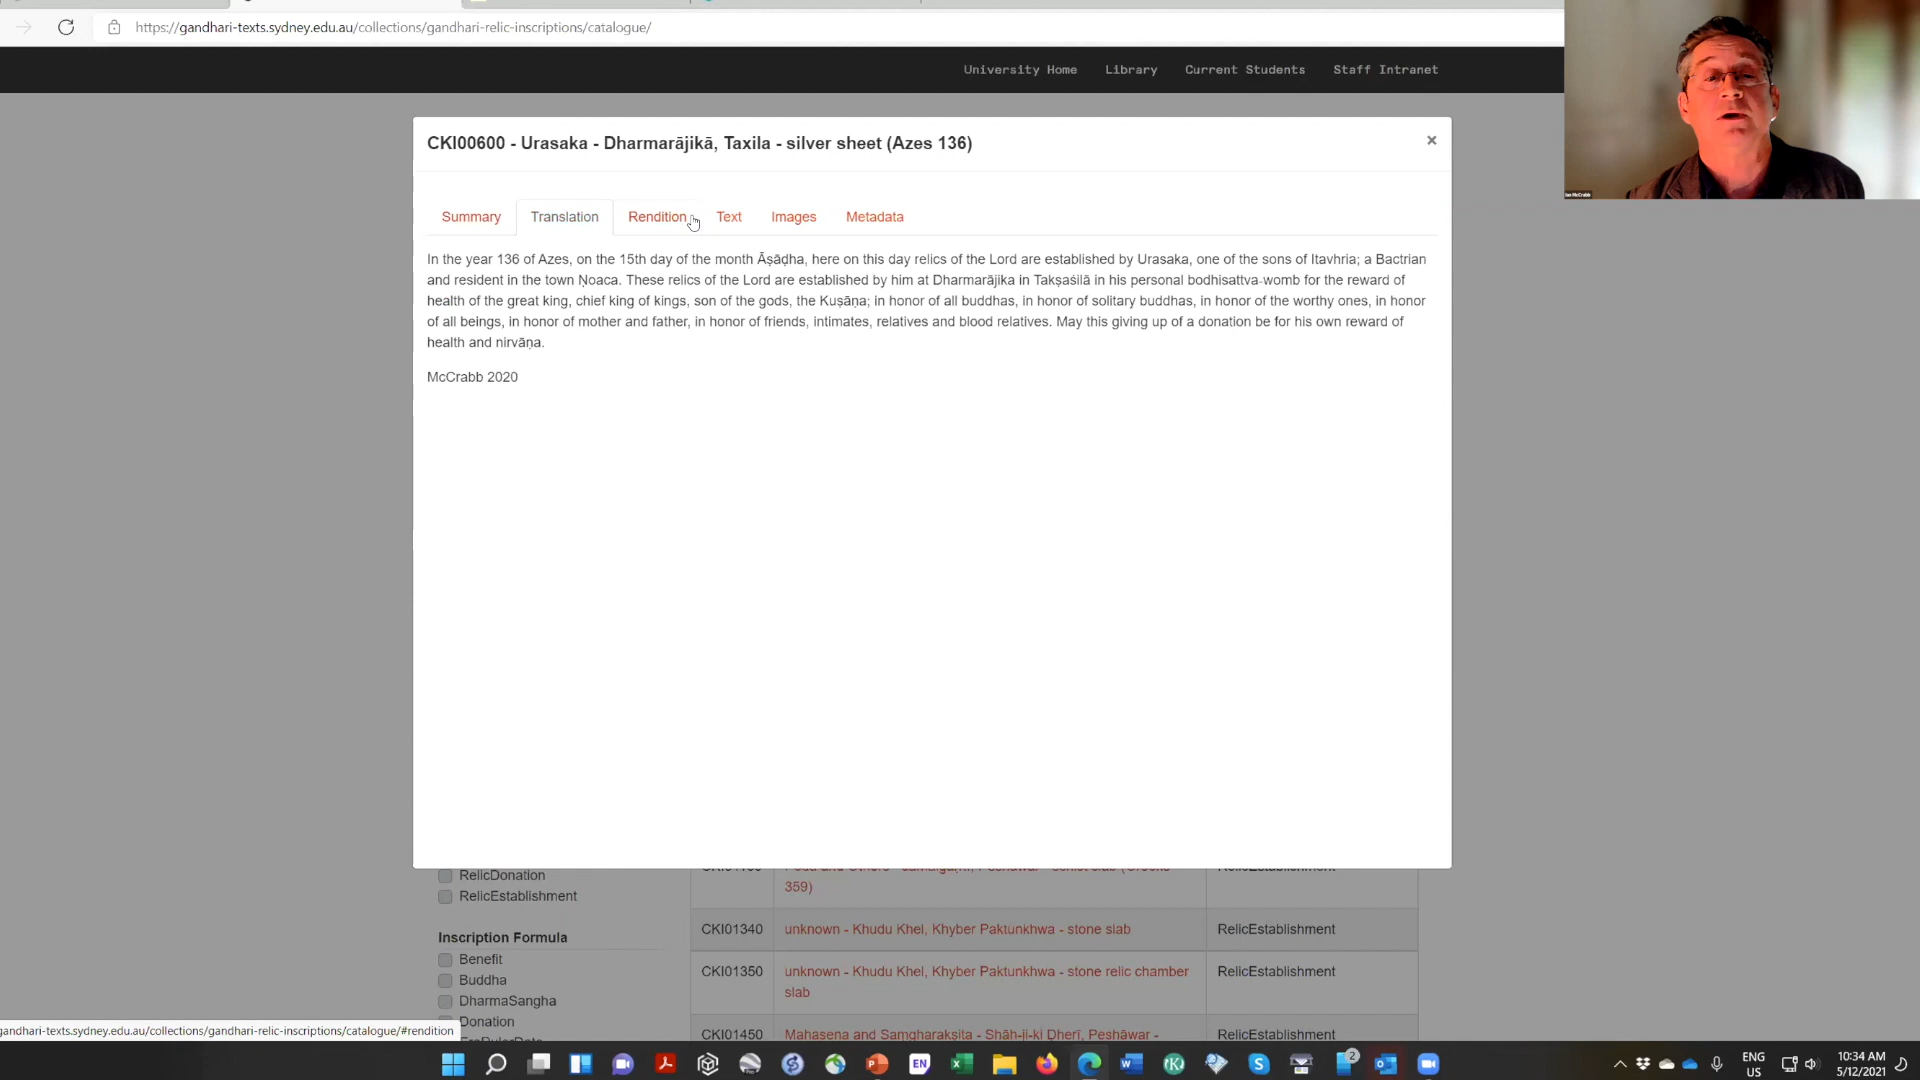 https://gandhari-texts.sydney.edu.au/collections/gandhari-relic-inscriptions/catalogue/
University Home Library Current Students Staff Intranet
Ian McCrabb
CKI00600 - Urasaka - Dharmarājikā, Taxila - silver sheet (Azes 136)
×
Summary Translation Rendition Text Images Metadata
In the year 136 of Azes, on the 15th day of the month Āṣāḍha, here on this day relics of the Lord are established by Urasaka, one of the sons of Itavhria; a Bactrian
and resident in the town Ṇoaca. These relics of the Lord are established by him at Dharmarājika in Takṣaśilā in his personal bodhisattva-womb for the reward of
health of the great king, chief king of kings, son of the gods, the Kuṣāṇa; in honor of all buddhas, in honor of solitary buddhas, in honor of the worthy ones, in honor
of all beings, in honor of mother and father, in honor of friends, intimates, relatives and blood relatives. May this giving up of a donation be for his own reward of
health and nirvāṇa.
McCrabb 2020
RelicDonation
RelicEstablishment
Inscription Formula
Benefit
Buddha
DharmaSangha
Donation
359)
CKI01340 unknown - Khudu Khel, Khyber Paktunkhwa - stone slab RelicEstablishment
CKI01350 unknown - Khudu Khel, Khyber Paktunkhwa - stone relic chamber RelicEstablishment
slab
CKI01450 Mahasena and Saṃgharakṣita - Shāh-jī-kī Ḍherī, Peshāwar - RelicEstablishment
gandhari-texts.sydney.edu.au/collections/gandhari-relic-inscriptions/catalogue/#rendition
EN
2
ENG
US
10:34 AM
5/12/2021